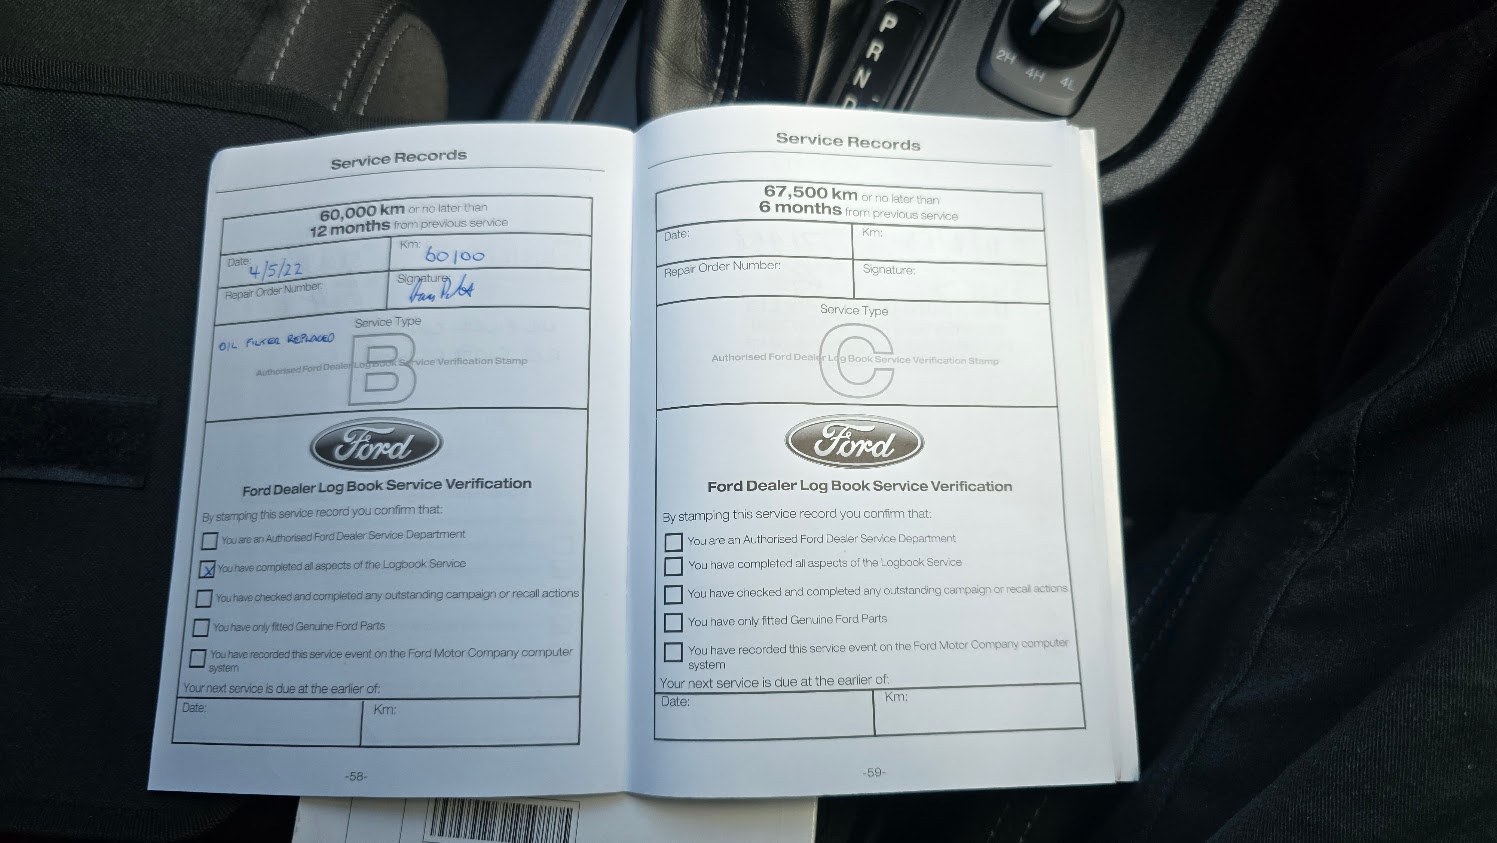 P
R
N
D
2H 4H 4L
Service Records
60,000 km or no later than
12 months from previous service
Date: 4/5/22
Km: 60100
Repair Order Number:
Signature:
Service Type
OIL FILTER REPLACED
B
Authorised Ford Dealer Log Book Service Verification Stamp
Ford
Ford Dealer Log Book Service Verification
By stamping this service record you confirm that:
You are an Authorised Ford Dealer Service Department
X You have completed all aspects of the Logbook Service
You have checked and completed any outstanding campaign or recall actions
You have only fitted Genuine Ford Parts
You have recorded this service event on the Ford Motor Company computer
system
Your next service is due at the earlier of:
Date:
Km:
-58-
Service Records
67,500 km or no later than
6 months from previous service
Date:
Km:
Repair Order Number:
Signature:
Service Type
C
Authorised Ford Dealer Log Book Service Verification Stamp
Ford
Ford Dealer Log Book Service Verification
By stamping this service record you confirm that:
You are an Authorised Ford Dealer Service Department
You have completed all aspects of the Logbook Service
You have checked and completed any outstanding campaign or recall actions
You have only fitted Genuine Ford Parts
You have recorded this service event on the Ford Motor Company computer
system
Your next service is due at the earlier of:
Date:
Km:
-59-